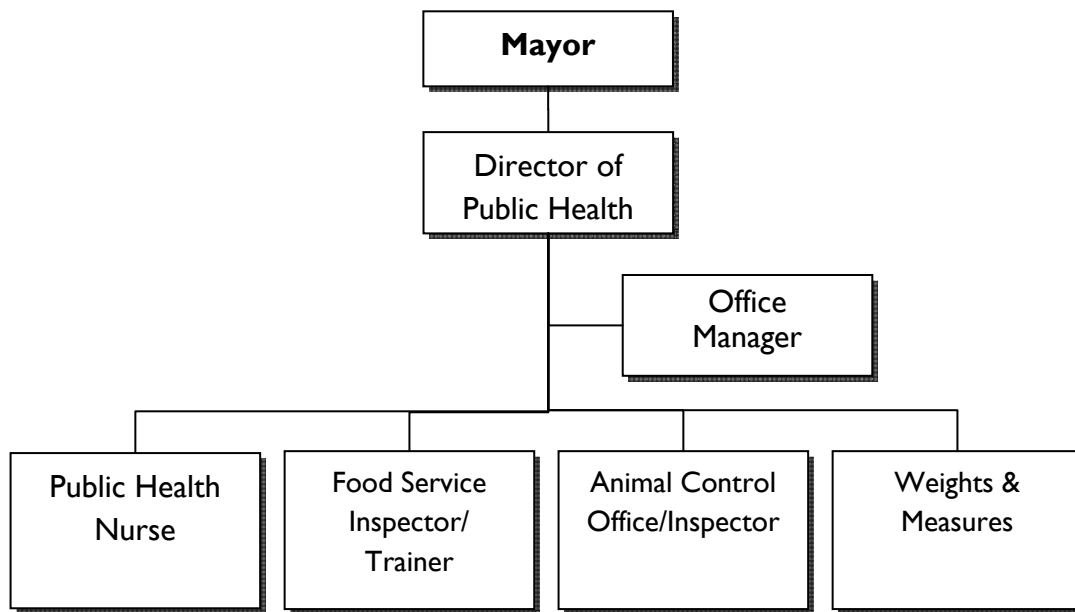 Mayor
Director of
Public Health
Office
Manager
Public Health
Nurse
Food Service
Inspector/
Trainer
Animal Control
Office/Inspector
Weights &
Measures